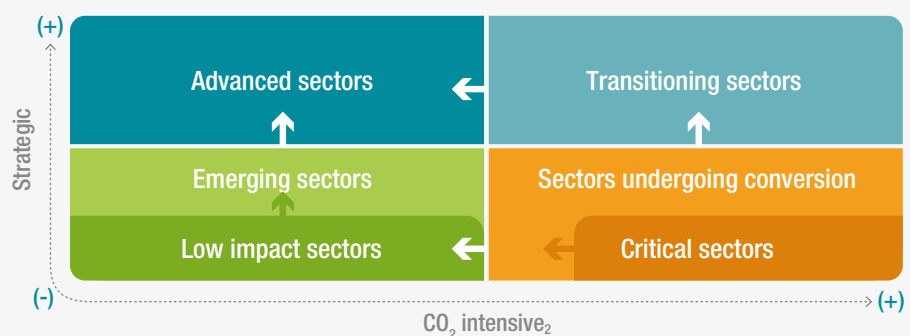 (+)
Advanced sectors
Transitioning sectors
Strategic
Emerging sectors
Sectors undergoing conversion
Low impact sectors
Critical sectors
(-)
(+)
CO₂ intensive₂